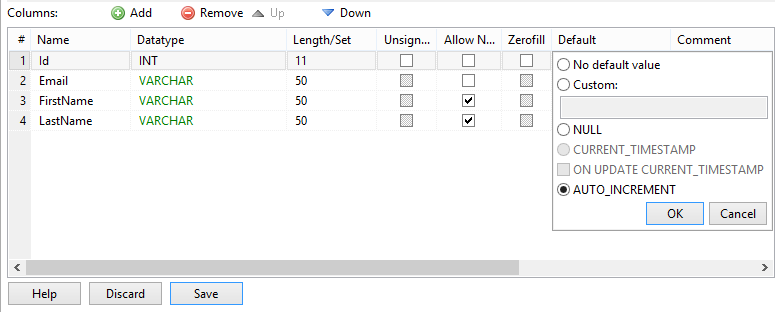 Columns: Add Remove Up Down
# Name Datatype Length/Set Unsign... Allow N... Zerofill Default Comment
1 Id INT 11
No default value
2 Email VARCHAR 50
Custom:
3 FirstName VARCHAR 50
4 LastName VARCHAR 50
NULL
CURRENT_TIMESTAMP
ON UPDATE CURRENT_TIMESTAMP
AUTO_INCREMENT
OK Cancel
Help Discard Save